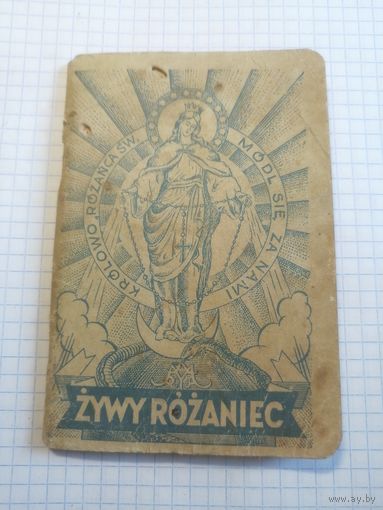 KRÓLOWO RÓŻAŃCA ŚW. MÓDL SIĘ ZA NAMI
ŻYWY RÓŻANIEC
www.ay.by